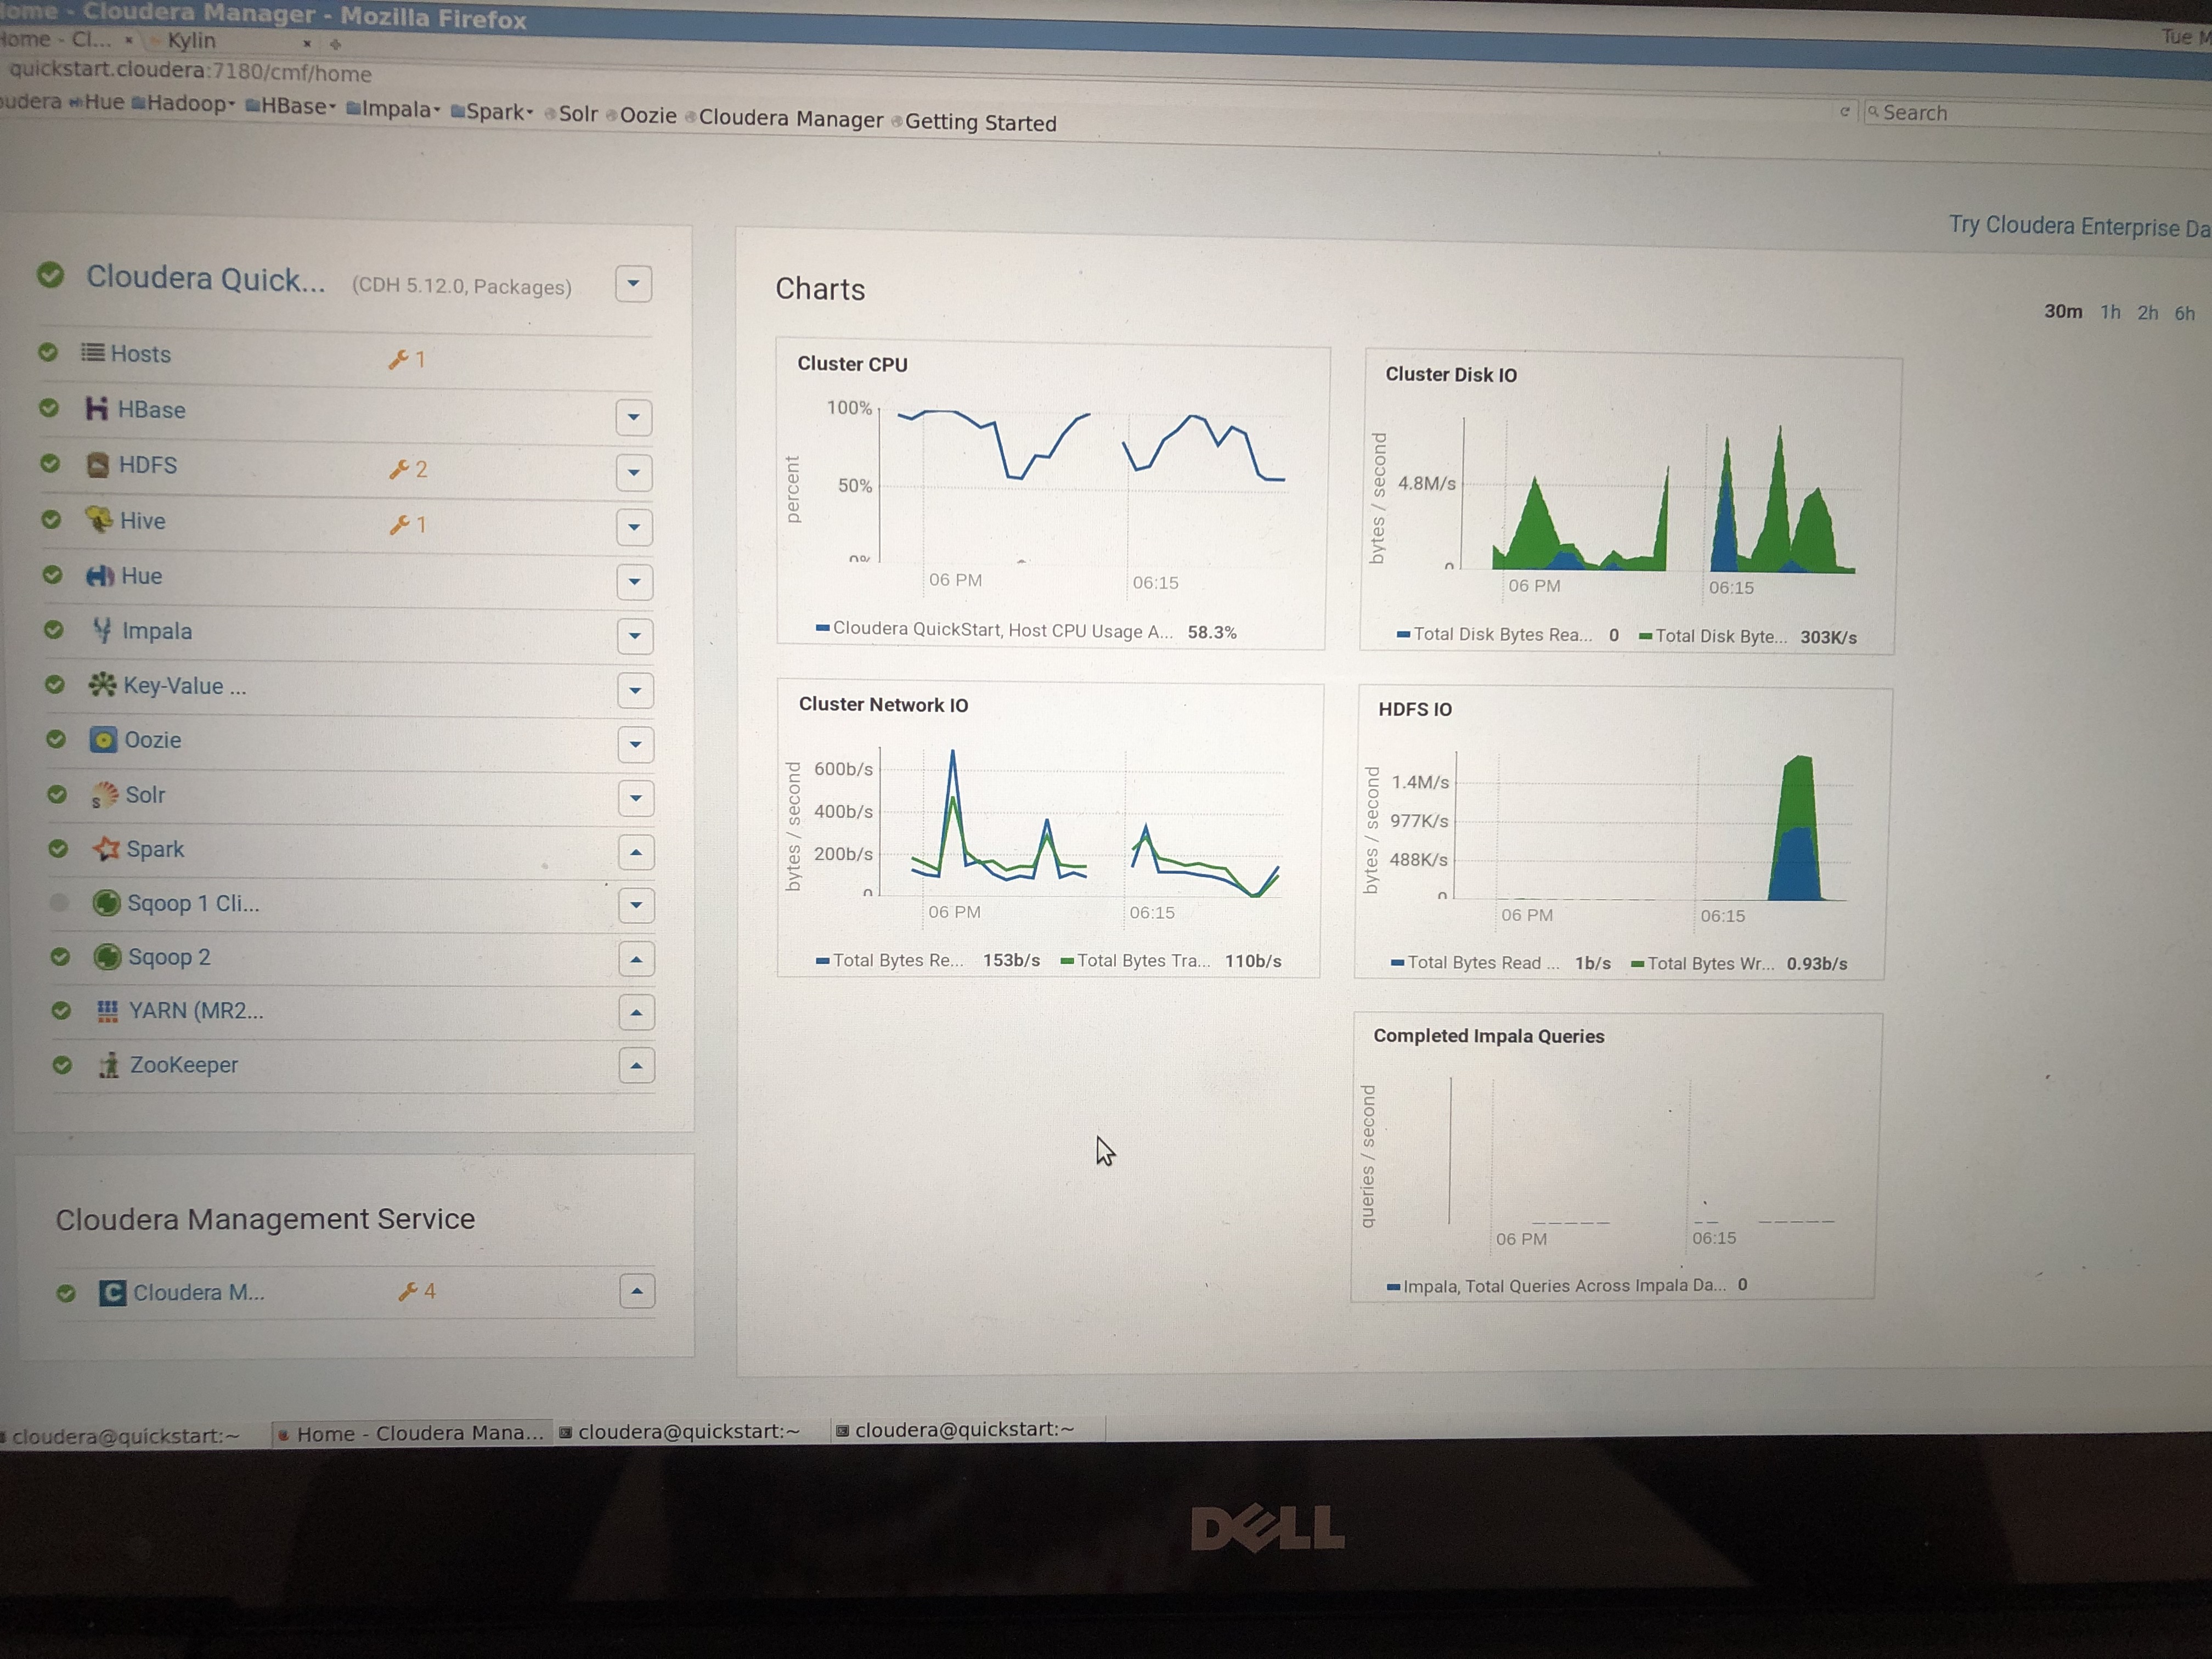 ome - Cloudera Manager - Mozilla Firefox
Tue M
Home - Cl... × Kylin ×
quickstart.cloudera:7180/cmf/home
oudera Hue Hadoop HBase Impala Spark Solr Oozie Cloudera Manager Getting Started
Search
Try Cloudera Enterprise Da
Cloudera Quick... (CDH 5.12.0, Packages)
Hosts 1
HBase
HDFS 2
Hive 1
Hue
Impala
Key-Value ...
Oozie
Solr
Spark
Sqoop 1 Cli...
Sqoop 2
YARN (MR2...
ZooKeeper
Cloudera Management Service
Cloudera M... 4
Charts
30m 1h 2h 6h
Cluster CPU
percent
100%
50%
0%
06 PM 06:15
Cloudera QuickStart, Host CPU Usage A... 58.3%
Cluster Disk IO
bytes / second
4.8M/s
0
06 PM 06:15
Total Disk Bytes Rea... 0 Total Disk Byte... 303K/s
Cluster Network IO
bytes / second
600b/s
400b/s
200b/s
0
06 PM 06:15
Total Bytes Re... 153b/s Total Bytes Tra... 110b/s
HDFS IO
bytes / second
1.4M/s
977K/s
488K/s
0
06 PM 06:15
Total Bytes Read ... 1b/s Total Bytes Wr... 0.93b/s
Completed Impala Queries
queries / second
06 PM 06:15
Impala, Total Queries Across Impala Da... 0
cloudera@quickstart:~ Home - Cloudera Mana... cloudera@quickstart:~ cloudera@quickstart:~
DELL